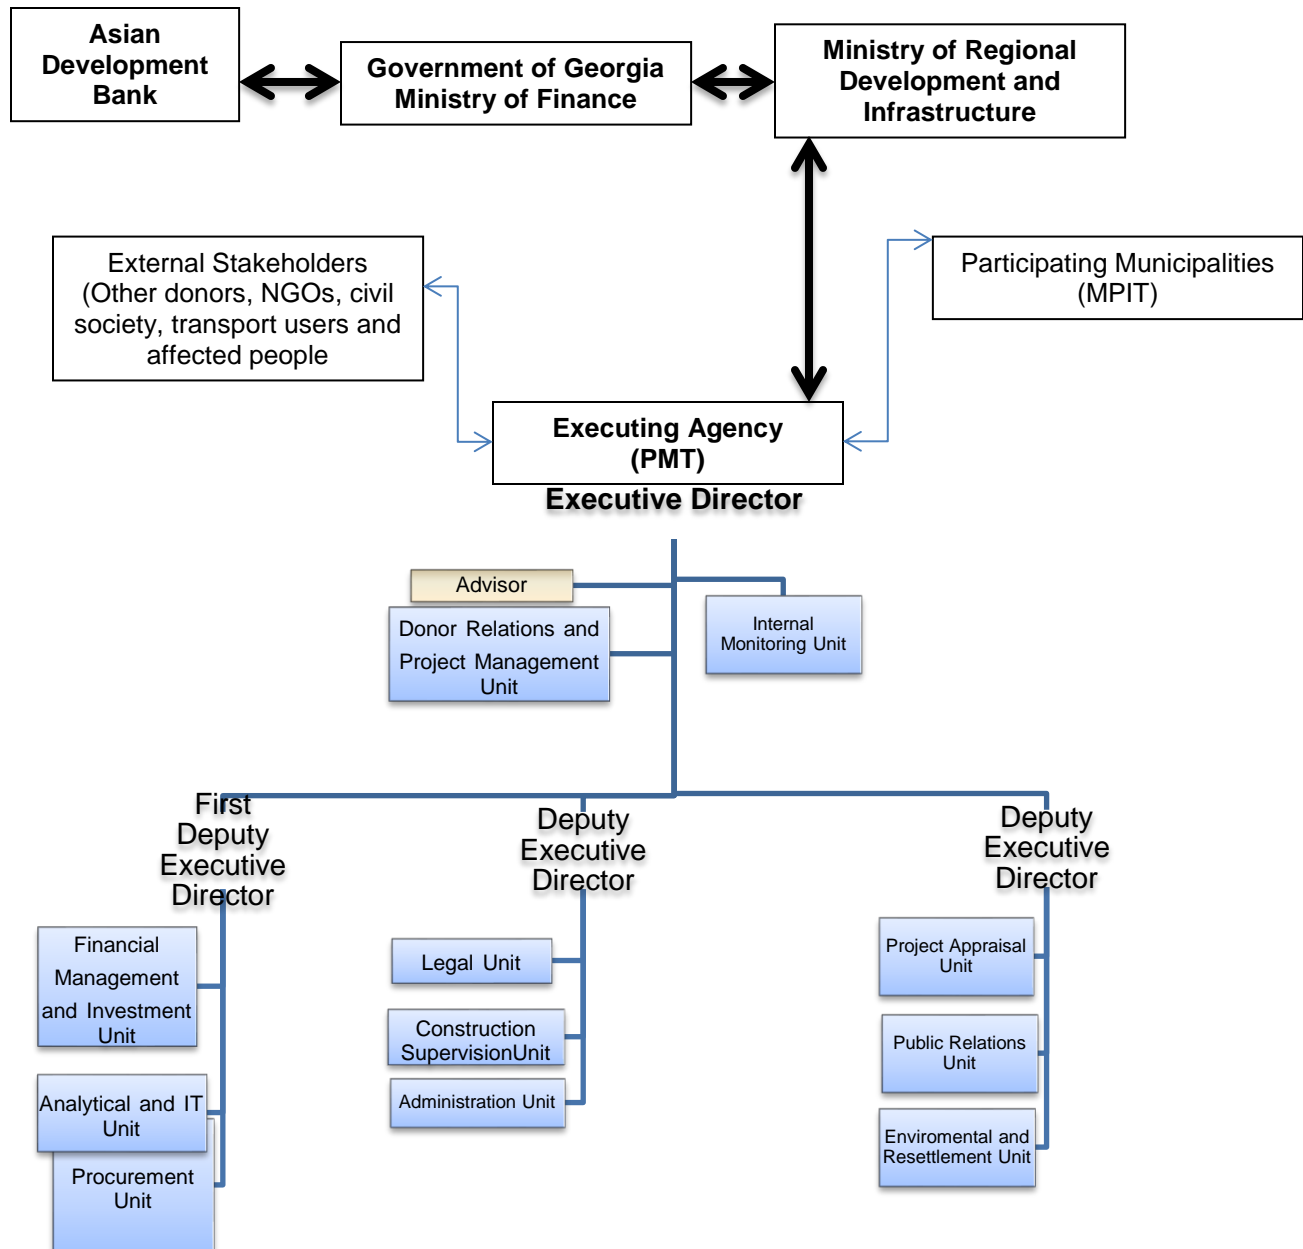 Asian
Development
Bank
Government of Georgia
Ministry of Finance
Ministry of Regional
Development and
Infrastructure
External Stakeholders
(Other donors, NGOs, civil
society, transport users and
affected people
Participating Municipalities
(MPIT)
Executing Agency
(PMT)
Executive Director
Advisor
Donor Relations and
Project Management
Unit
Internal
Monitoring Unit
First
Deputy
Executive
Director
Deputy
Executive
Director
Deputy
Executive
Director
Financial
Management
and Investment
Unit
Analytical and IT
Unit
Procurement
Unit
Legal Unit
Construction
SupervisionUnit
Administration Unit
Project Appraisal
Unit
Public Relations
Unit
Enviromental and
Resettlement Unit